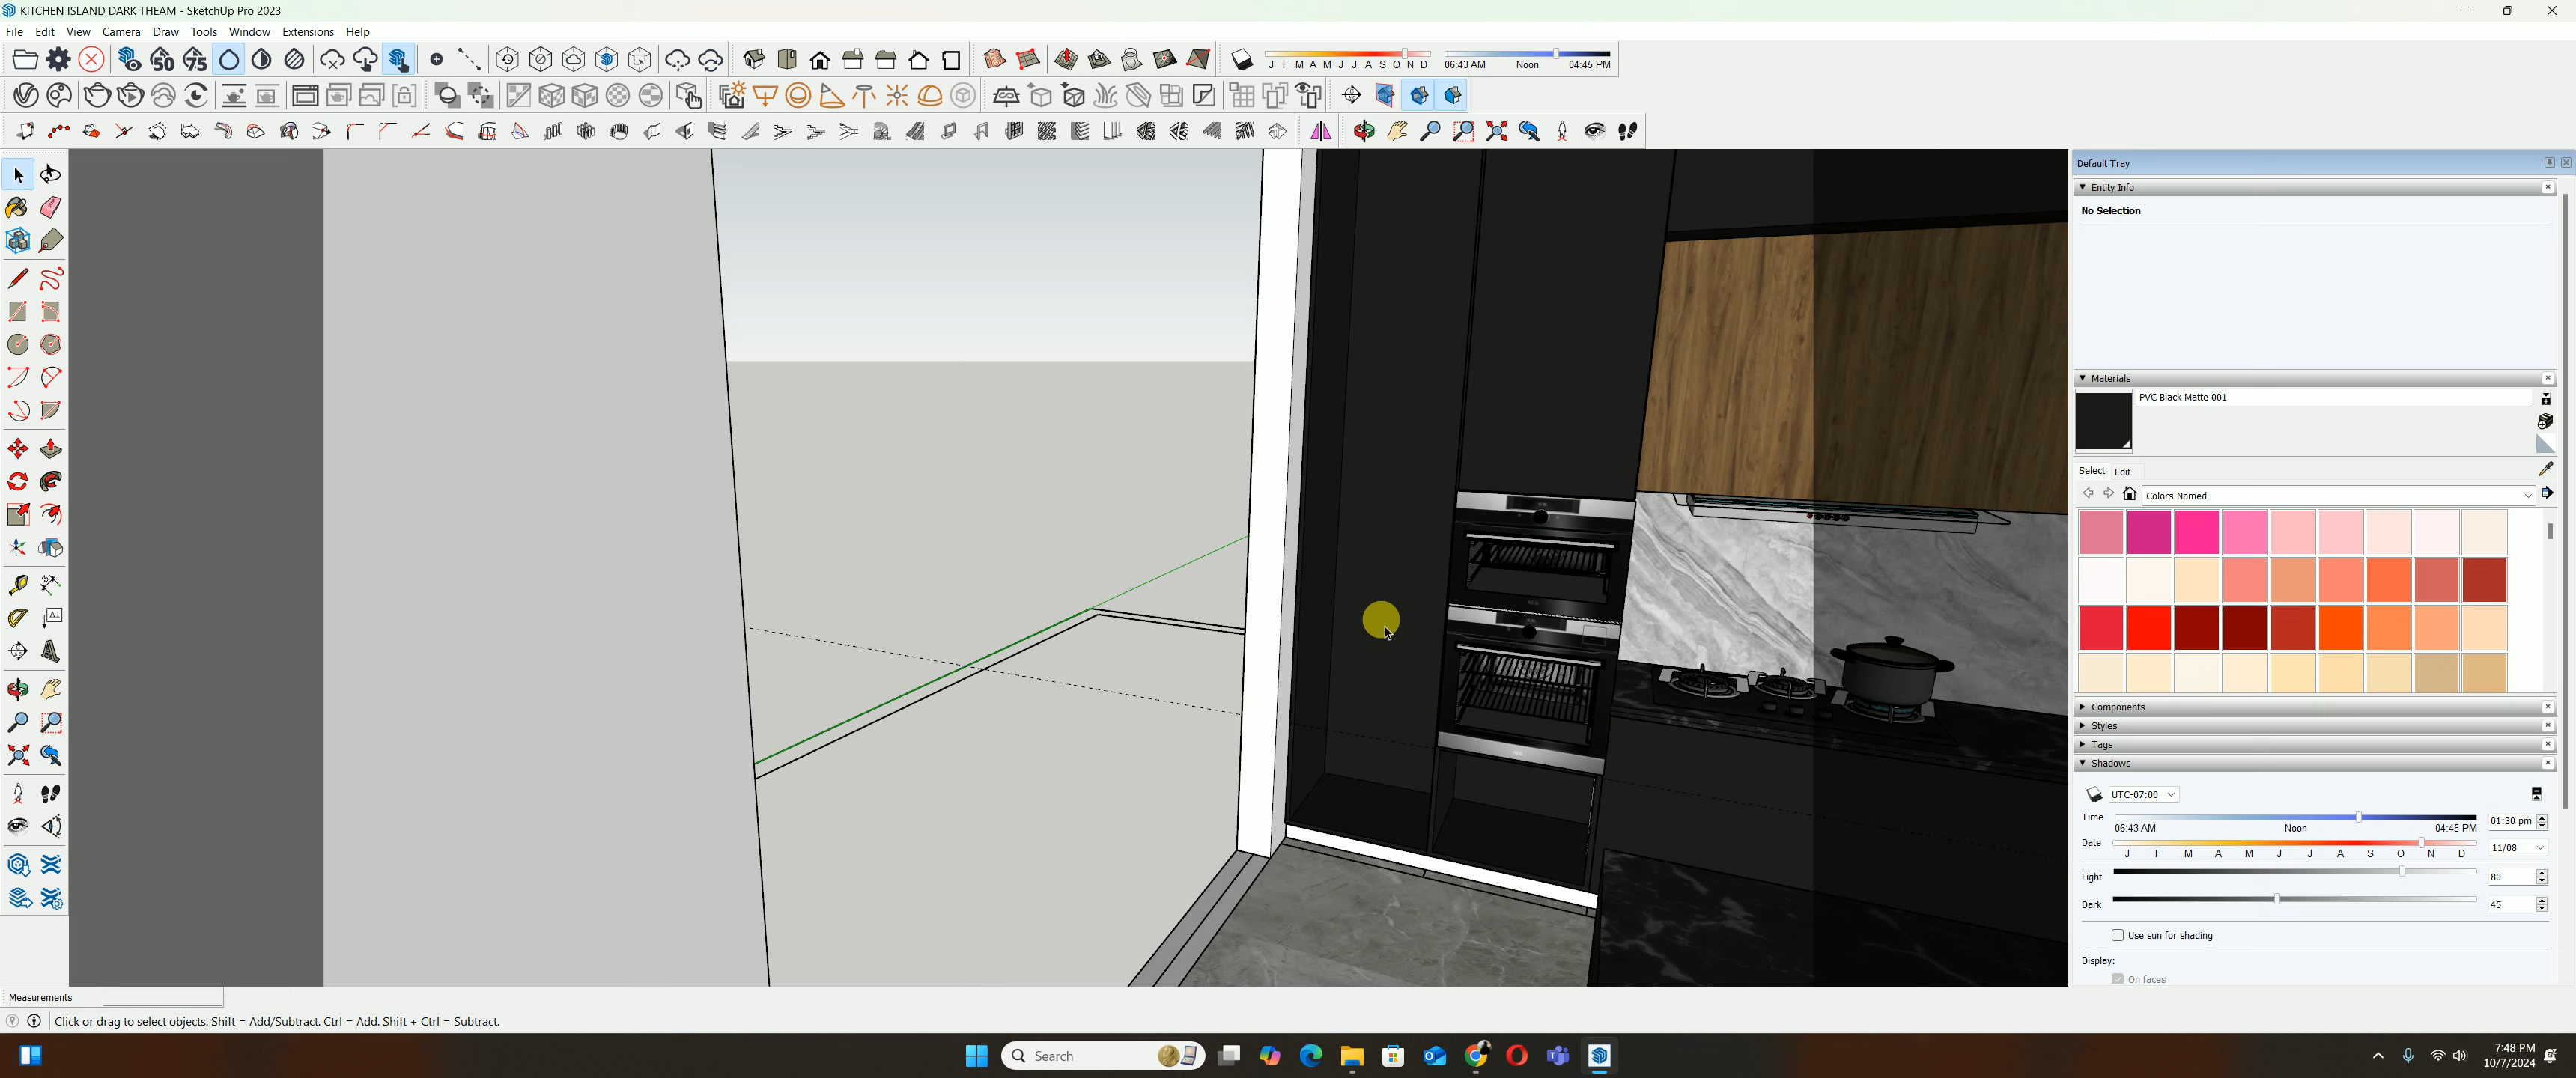 KITCHEN ISLAND DARK THEAM - SketchUp Pro 2023
File Edit View Camera Draw Tools Window Extensions Help
50 75
J F M A M J J A S O N D 06:43 AM Noon 04:45 PM
Default Tray
Entity Info
No Selection
Materials
PVC Black Matte 001
Select Edit
Colors-Named
A1
Components
Styles
Tags
Shadows
UTC-07:00
Time 01:30 pm
06:43 AM Noon 04:45 PM
Date 11/08
J F M A M J J A S O N D
Light 80
Dark 45
Use sun for shading
Display:
On faces
Measurements
Click or drag to select objects. Shift = Add/Subtract. Ctrl = Add. Shift + Ctrl = Subtract.
Search
7:48 PM
10/7/2024